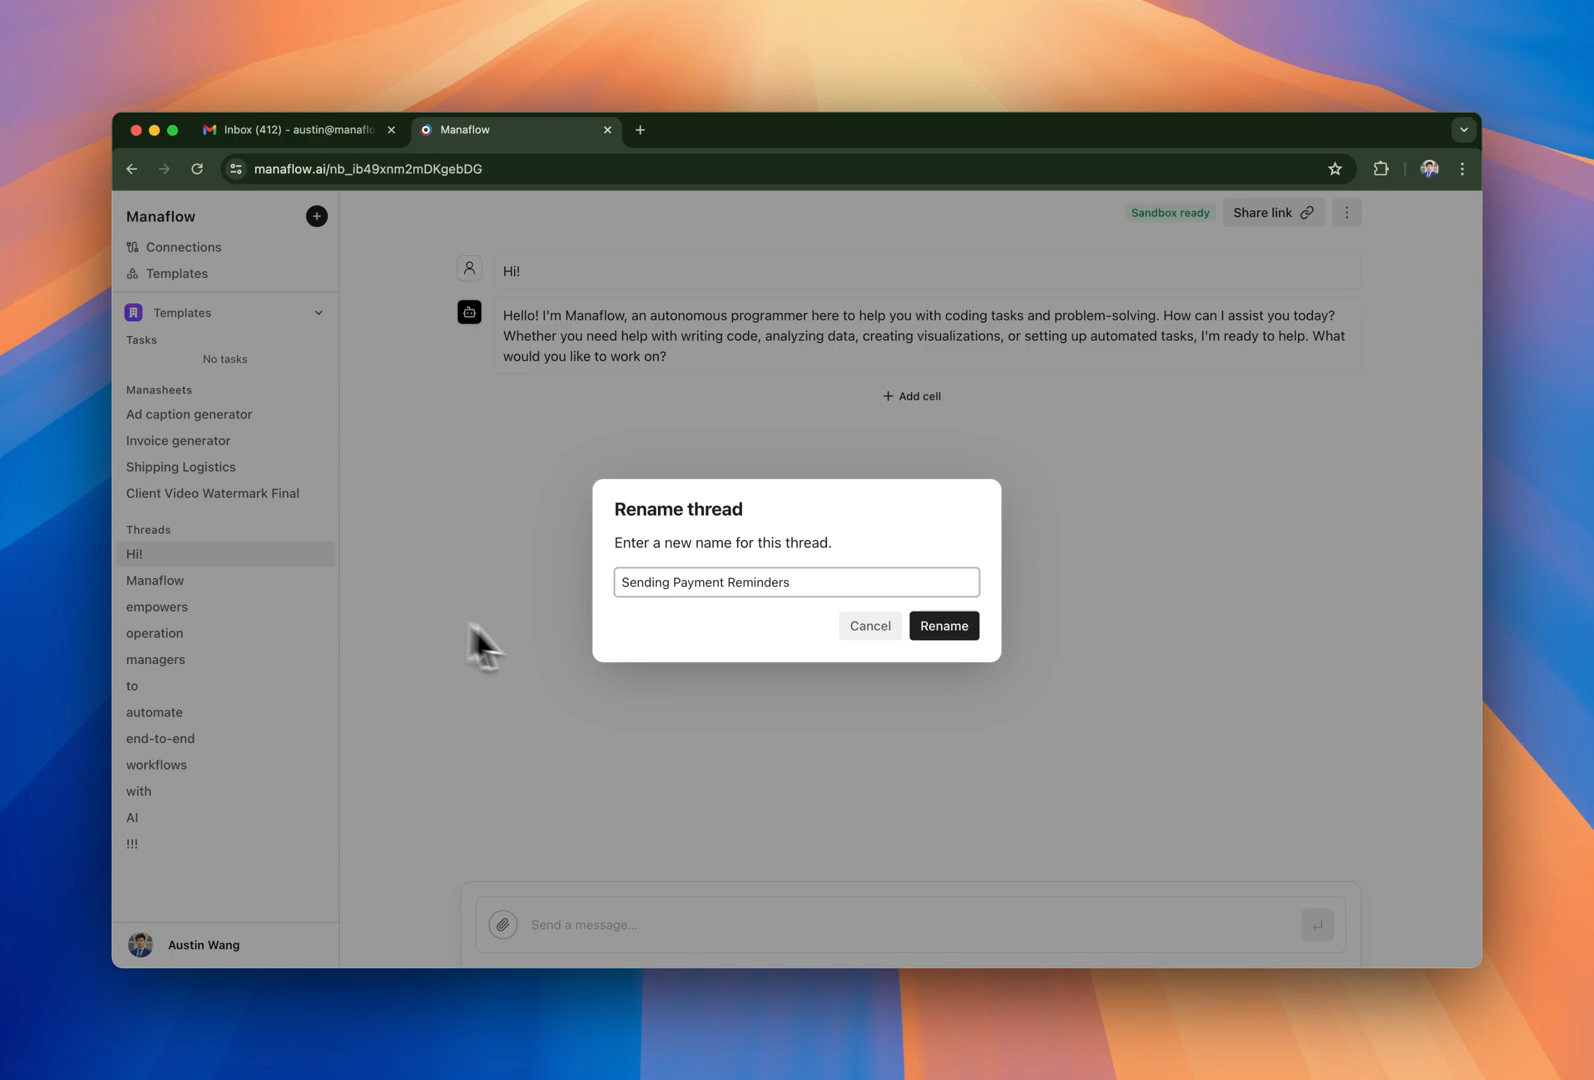 Inbox (412) - austin@manaflo
Manaflow
manaflow.ai/nb_ib49xnm2mDKgebDG
Manaflow
Connections
Templates
Templates
Tasks
No tasks
Manasheets
Ad caption generator
Invoice generator
Shipping Logistics
Client Video Watermark Final
Threads
Hi!
Manaflow
empowers
operation
managers
to
automate
end-to-end
workflows
with
AI
!!!
Austin Wang
Sandbox ready
Share link
Hi!
Hello! I'm Manaflow, an autonomous programmer here to help you with coding tasks and problem-solving. How can I assist you today?
Whether you need help with writing code, analyzing data, creating visualizations, or setting up automated tasks, I'm ready to help. What
would you like to work on?
+ Add cell
Rename thread
Enter a new name for this thread.
Sending Payment Reminders
Cancel
Rename
Send a message...